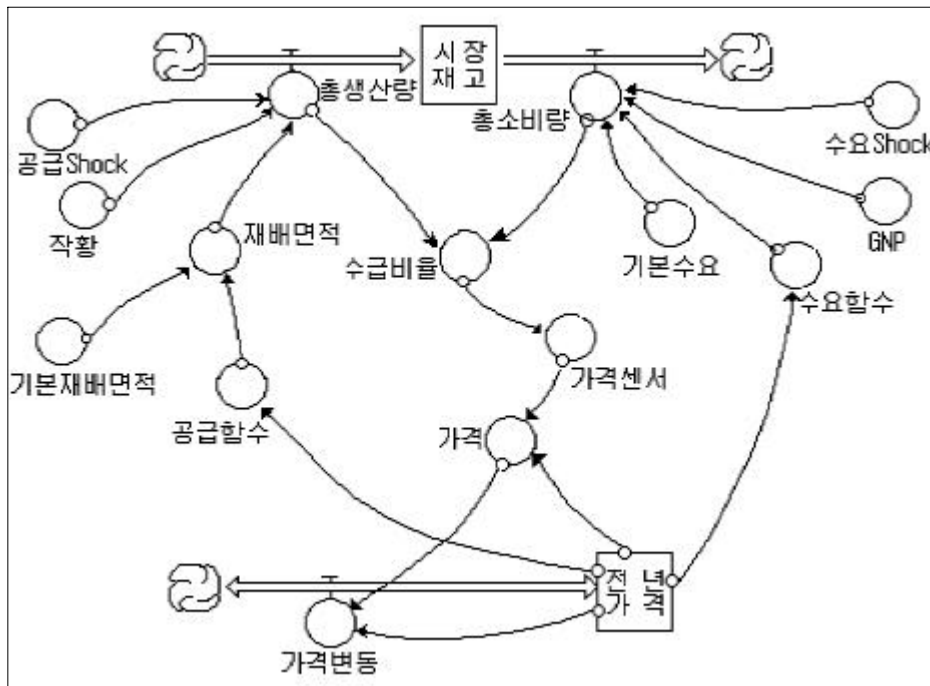 시 장
재 고
총생산량
총소비량
공급Shock
수요Shock
작황
재배면적
수급비율
기본수요
GNP
수요함수
기본재배면적
가격센서
공급함수
가격
전 년
가 격
가격변동